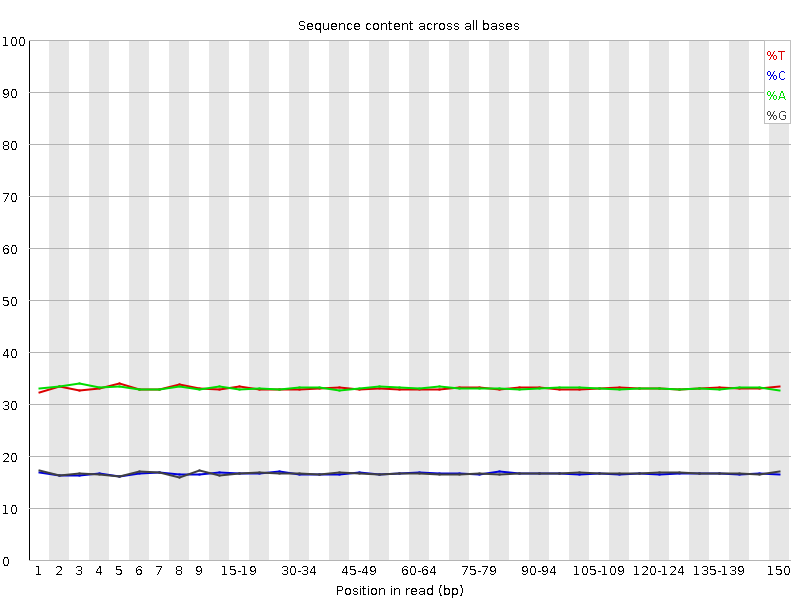 Sequence content across all bases
100
90
80
70
60
50
40
30
20
10
0
%T
%C
%A
%G
1 2 3 4 5 6 7 8 9 15-19 30-34 45-49 60-64 75-79 90-94 105-109 120-124 135-139 150
Position in read (bp)